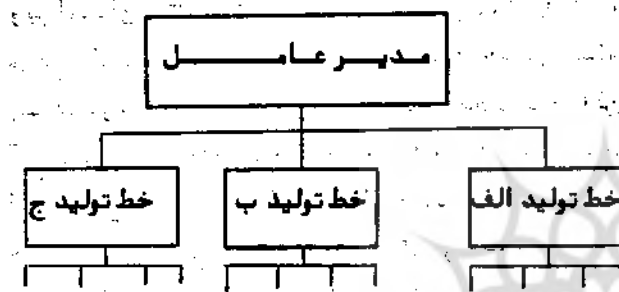 مدیر عامل
خط تولید الف
خط تولید ب
خط تولید ج